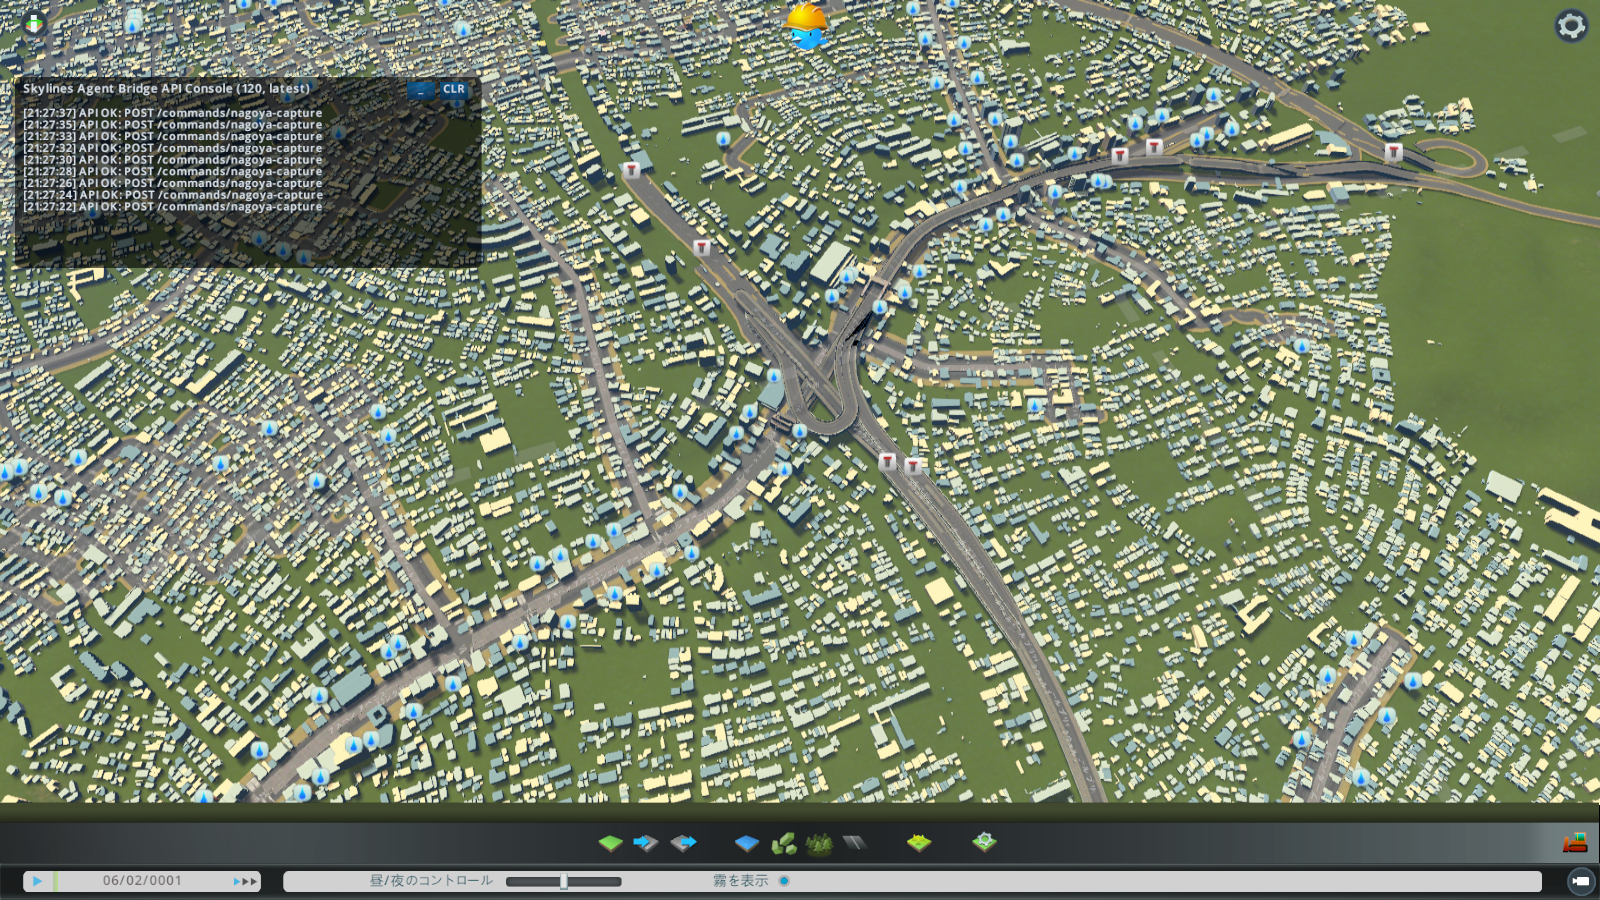 Skylines Agent Bridge API Console (120, latest)
_
CLR
[21:27:37] API OK: POST /commands/nagoya-capture
[21:27:35] API OK: POST /commands/nagoya-capture
[21:27:33] API OK: POST /commands/nagoya-capture
[21:27:32] API OK: POST /commands/nagoya-capture
[21:27:30] API OK: POST /commands/nagoya-capture
[21:27:28] API OK: POST /commands/nagoya-capture
[21:27:26] API OK: POST /commands/nagoya-capture
[21:27:24] API OK: POST /commands/nagoya-capture
[21:27:22] API OK: POST /commands/nagoya-capture
06/02/0001
昼/夜のコントロール
霧を表示